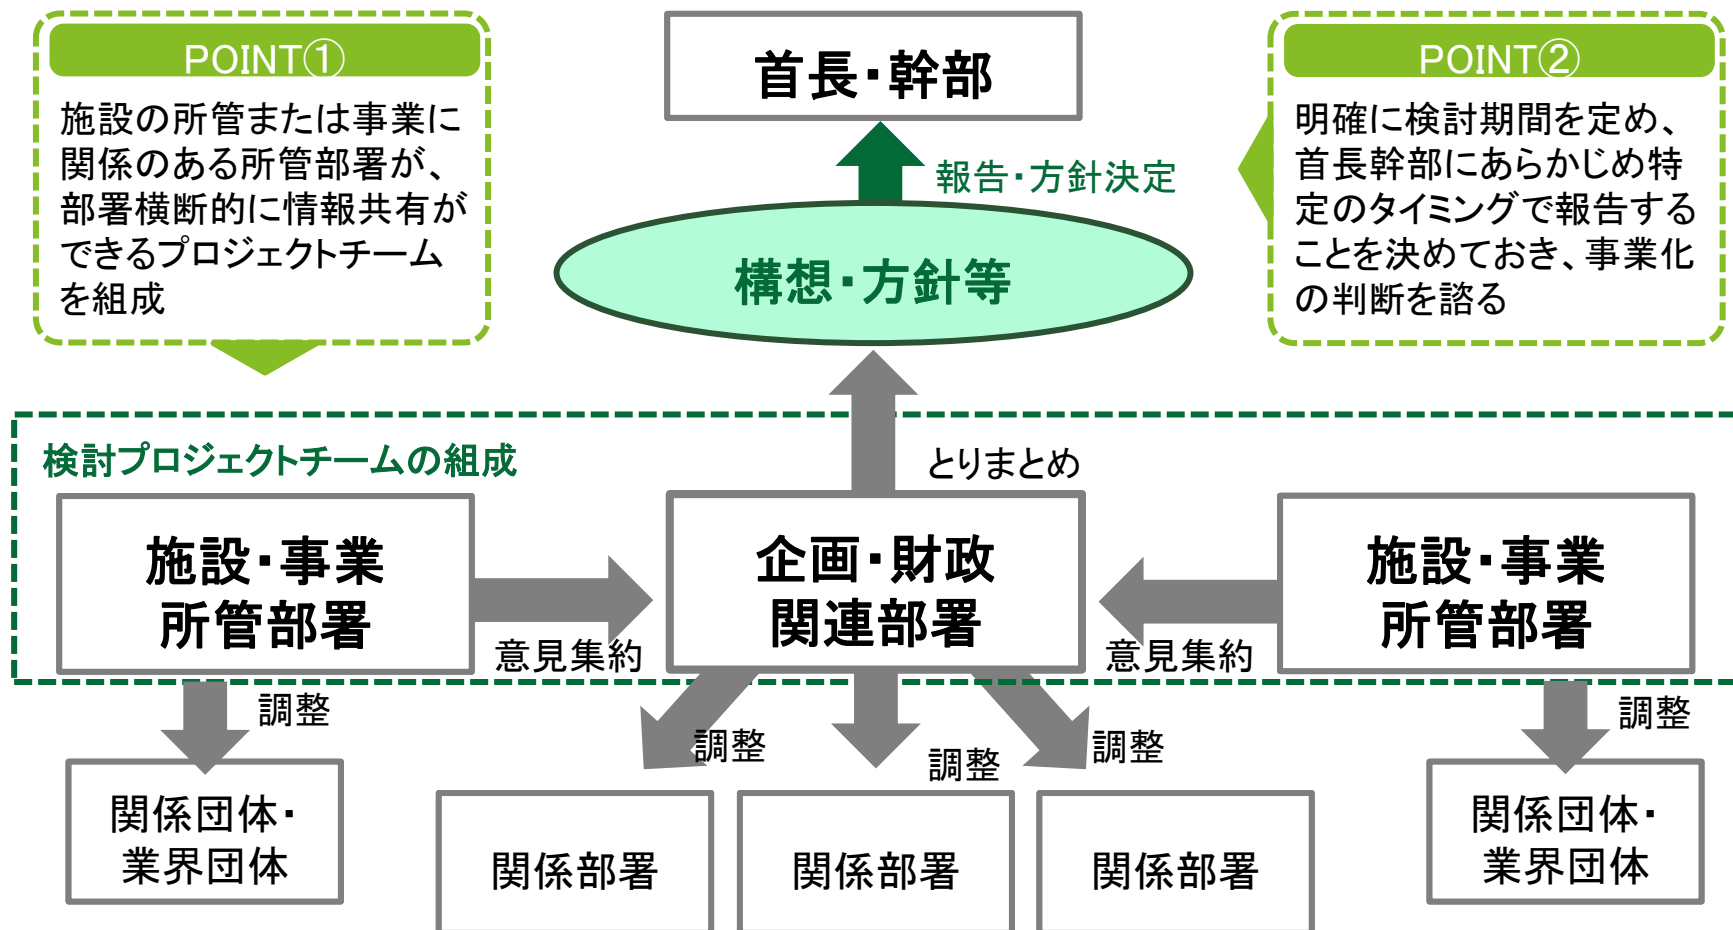 POINT①
施設の所管または事業に
関係のある所管部署が、
部署横断的に情報共有が
できるプロジェクトチーム
を組成
首長・幹部
POINT②
明確に検討期間を定め、
首長幹部にあらかじめ特
定のタイミングで報告する
ことを決めておき、事業化
の判断を諮る
報告・方針決定
構想・方針等
検討プロジェクトチームの組成
とりまとめ
施設・事業
所管部署
意見集約
企画・財政
関連部署
意見集約
施設・事業
所管部署
調整
調整
調整
調整
調整
関係団体・
業界団体
関係部署
関係部署
関係部署
関係団体・
業界団体